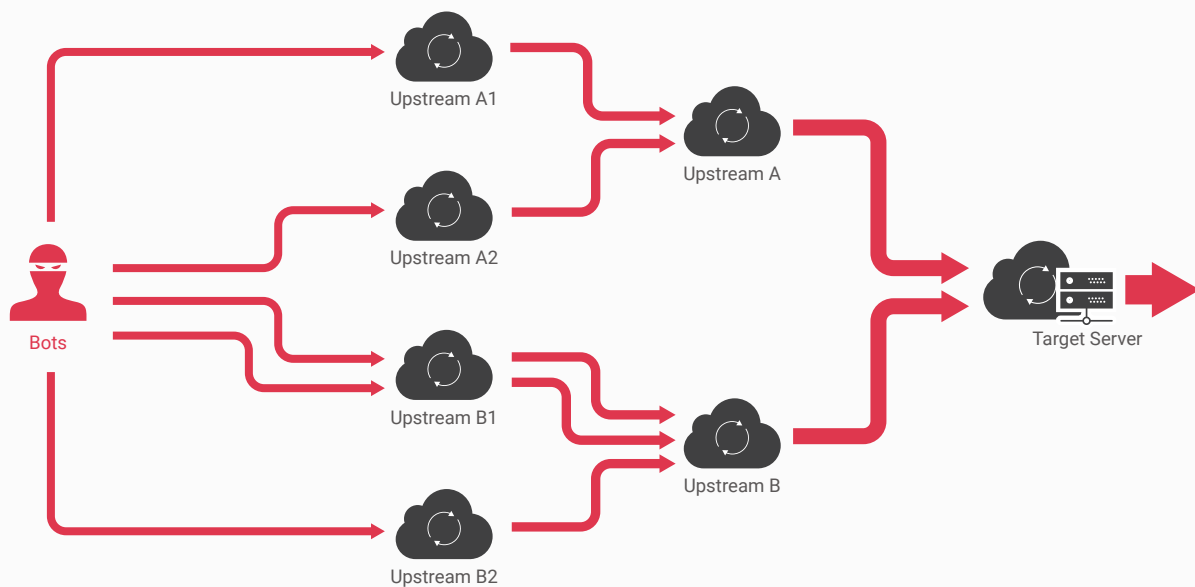 Upstream A1
Upstream A
Upstream A2
Bots
Target Server
Upstream B1
Upstream B
Upstream B2